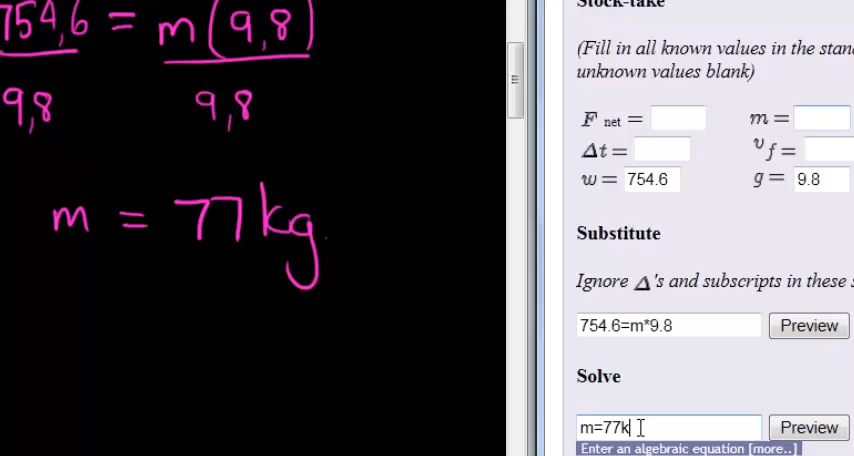 754,6 = m(9,8)
9,8 9,8
m = 77kg
Stock-take
(Fill in all known values in the stan
unknown values blank)
F net = m =
Δt = υf =
w = 754.6 g = 9.8
Substitute
Ignore Δ's and subscripts in these s
754.6=m*9.8 Preview
Solve
m=77k Preview
Enter an algebraic equation [more..]